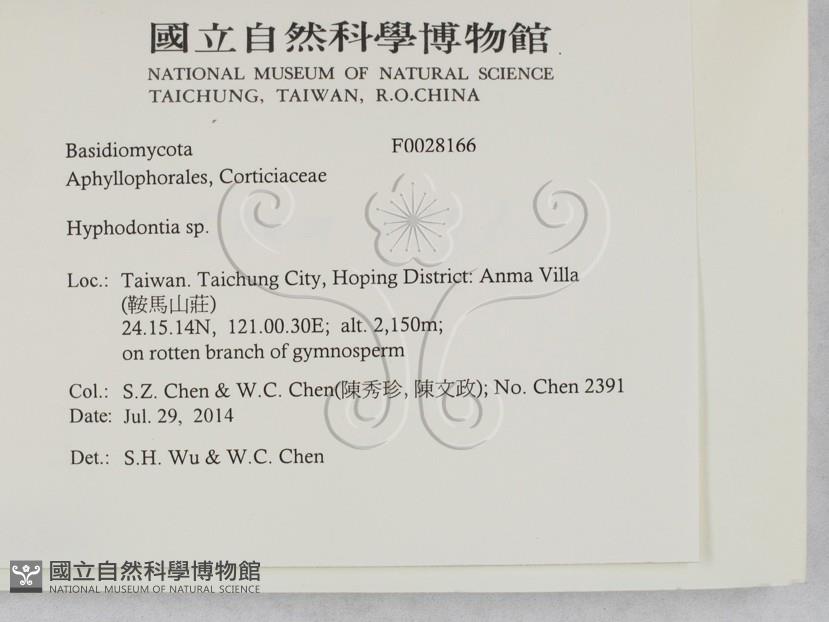 國立自然科學博物館
NATIONAL MUSEUM OF NATURAL SCIENCE
TAICHUNG, TAIWAN, R.O.CHINA
Basidiomycota F0028166
Aphyllophorales, Corticiaceae
Hyphodontia sp.
Loc.: Taiwan. Taichung City, Hoping District: Anma Villa
(鞍馬山莊)
24.15.14N, 121.00.30E; alt. 2,150m;
on rotten branch of gymnosperm
Col.: S.Z. Chen & W.C. Chen(陳秀珍, 陳文政); No. Chen 2391
Date: Jul. 29, 2014
Det.: S.H. Wu & W.C. Chen
國立自然科學博物館
NATIONAL MUSEUM OF NATURAL SCIENCE